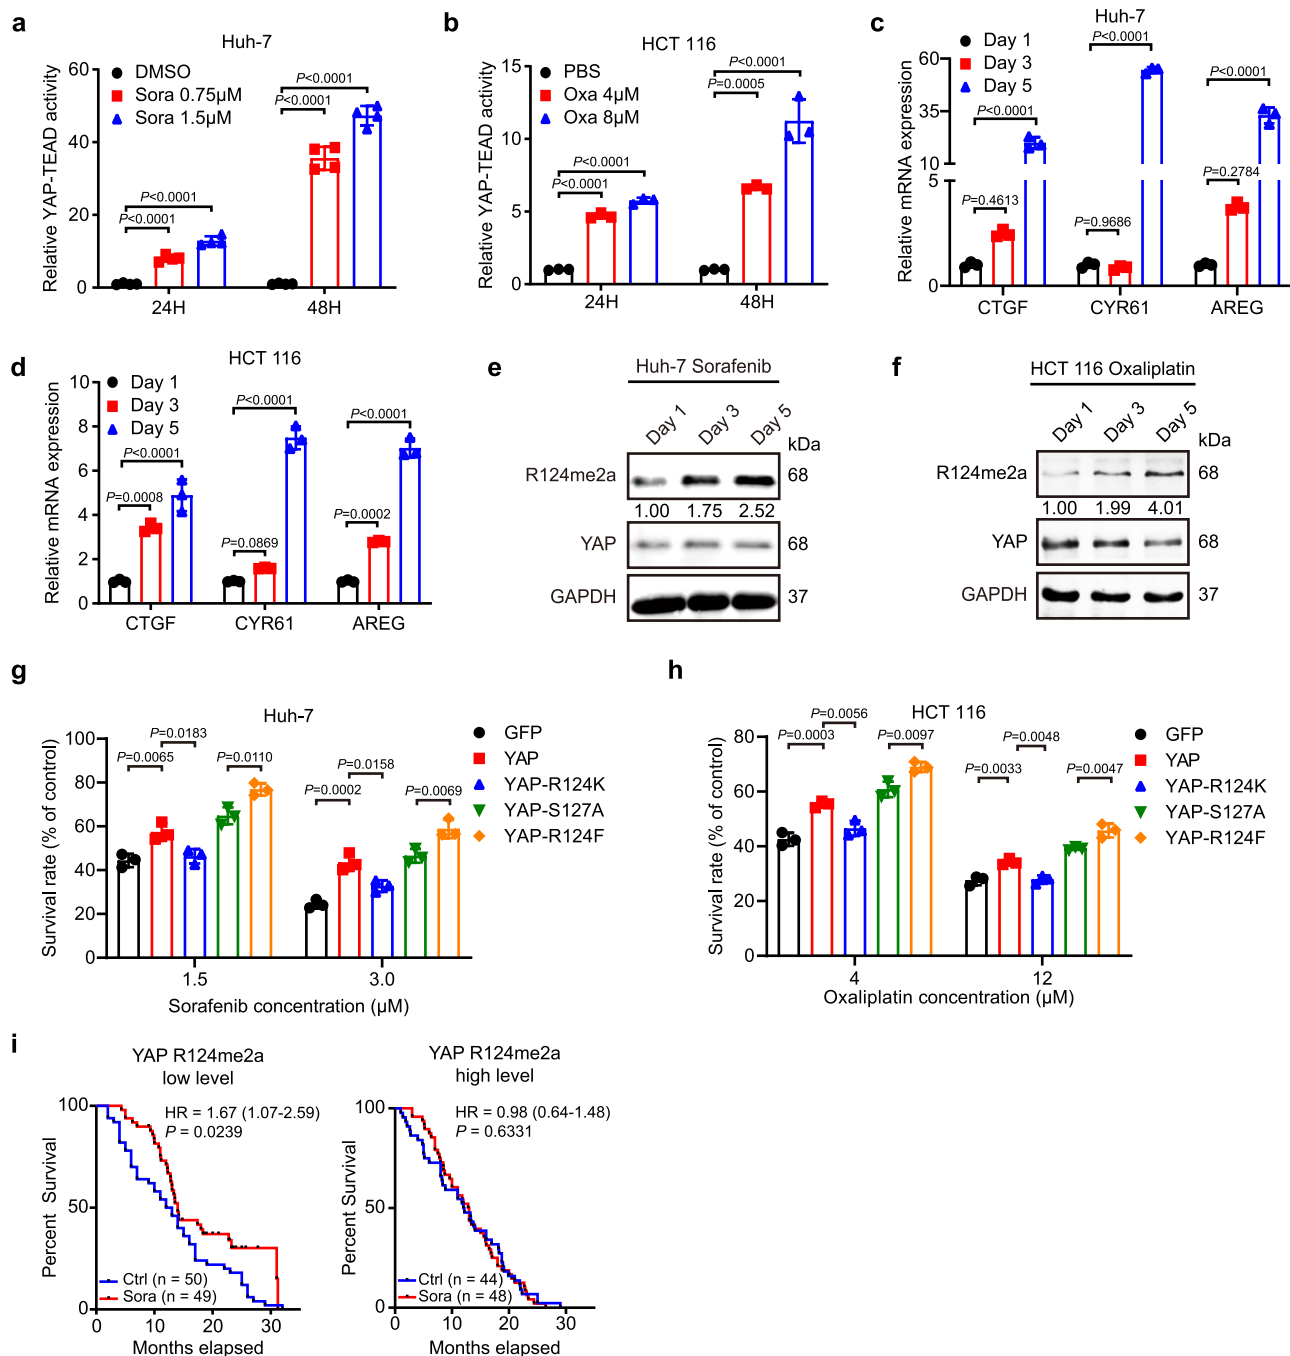 a
Huh-7
DMSO
Sora 0.75μM
Sora 1.5μM
Relative YAP-TEAD activity
60
40
20
0
P<0.0001
P<0.0001
P<0.0001
P<0.0001
24H
48H
b
HCT 116
PBS
Oxa 4μM
Oxa 8μM
Relative YAP-TEAD activity
15
10
5
0
P<0.0001
P<0.0001
P<0.0001
P=0.0005
24H
48H
c
Huh-7
Day 1
Day 3
Day 5
Relative mRNA expression
60
35
10
5
0
P<0.0001
P=0.4613
P<0.0001
P=0.9686
P<0.0001
P=0.2784
CTGF
CYR61
AREG
d
HCT 116
Day 1
Day 3
Day 5
Relative mRNA expression
10
8
6
4
2
0
P<0.0001
P=0.0008
P<0.0001
P=0.0869
P<0.0001
P=0.0002
CTGF
CYR61
AREG
e
Huh-7 Sorafenib
Day 1 Day 3 Day 5
kDa
R124me2a 68
1.00 1.75 2.52
YAP 68
GAPDH 37
f
HCT 116 Oxaliplatin
Day 1 Day 3 Day 5
kDa
R124me2a 68
1.00 1.99 4.01
YAP 68
GAPDH 37
g
Huh-7
Survival rate (% of control)
100
80
60
40
20
0
P=0.0183
P=0.0065
P=0.0110
P=0.0158
P=0.0002
P=0.0069
1.5
3.0
Sorafenib concentration (μM)
GFP
YAP
YAP-R124K
YAP-S127A
YAP-R124F
h
HCT 116
Survival rate (% of control)
80
60
40
20
0
P=0.0056
P=0.0003
P=0.0097
P=0.0048
P=0.0033
P=0.0047
4
12
Oxaliplatin concentration (μM)
GFP
YAP
YAP-R124K
YAP-S127A
YAP-R124F
i
YAP R124me2a
low level
HR = 1.67 (1.07-2.59)
P = 0.0239
Percent Survival
100
50
0
Ctrl (n = 50)
Sora (n = 49)
0 10 20 30
Months elapsed
YAP R124me2a
high level
HR = 0.98 (0.64-1.48)
P = 0.6331
Percent Survival
100
50
0
Ctrl (n = 44)
Sora (n = 48)
0 10 20 30
Months elapsed